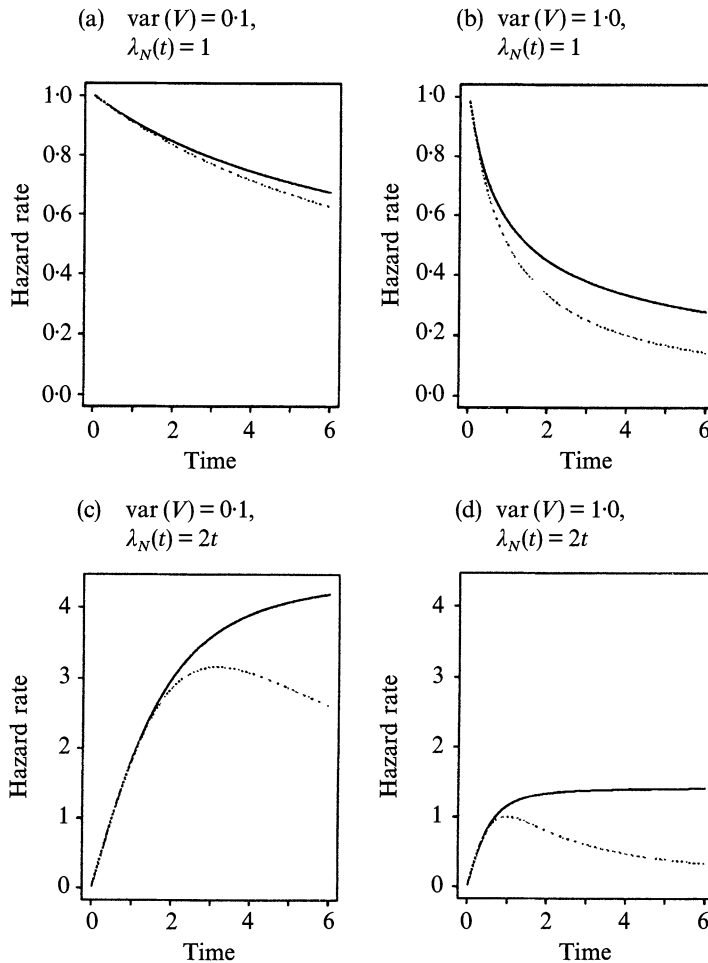 (a) var (V) = 0·1,
λN(t) = 1
Hazard rate
1·0
0·8
0·6
0·4
0·2
0·0
0
2
4
6
Time
(b) var (V) = 1·0,
λN(t) = 1
Hazard rate
1·0
0·8
0·6
0·4
0·2
0·0
0
2
4
6
Time
(c) var (V) = 0·1,
λN(t) = 2t
Hazard rate
4
3
2
1
0
0
2
4
6
Time
(d) var (V) = 1·0,
λN(t) = 2t
Hazard rate
4
3
2
1
0
0
2
4
6
Time